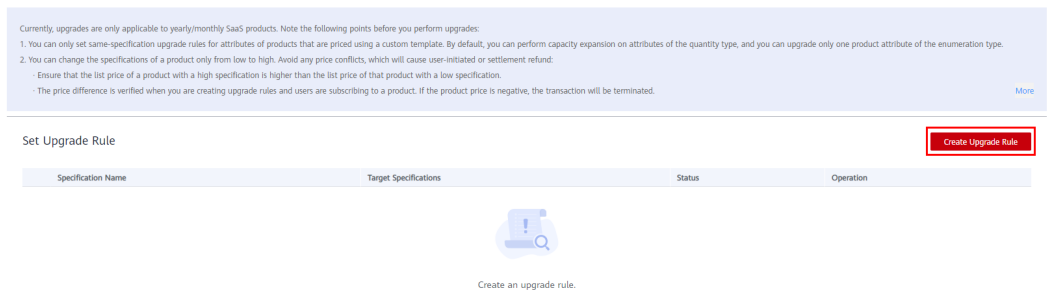 Currently, upgrades are only applicable to yearly/monthly SaaS products. Note the following points before you perform upgrades:
1. You can only set same-specification upgrade rules for attributes of products that are priced using a custom template. By default, you can perform capacity expansion on attributes of the quantity type, and you can upgrade only one product attribute of the enumeration type.
2. You can change the specifications of a product only from low to high. Avoid any price conflicts, which will cause user-initiated or settlement refund:
· Ensure that the list price of a product with a high specification is higher than the list price of that product with a low specification.
· The price difference is verified when you are creating upgrade rules and users are subscribing to a product. If the product price is negative, the transaction will be terminated.
More
Set Upgrade Rule
Create Upgrade Rule
Specification Name Target Specifications Status Operation
Create an upgrade rule.